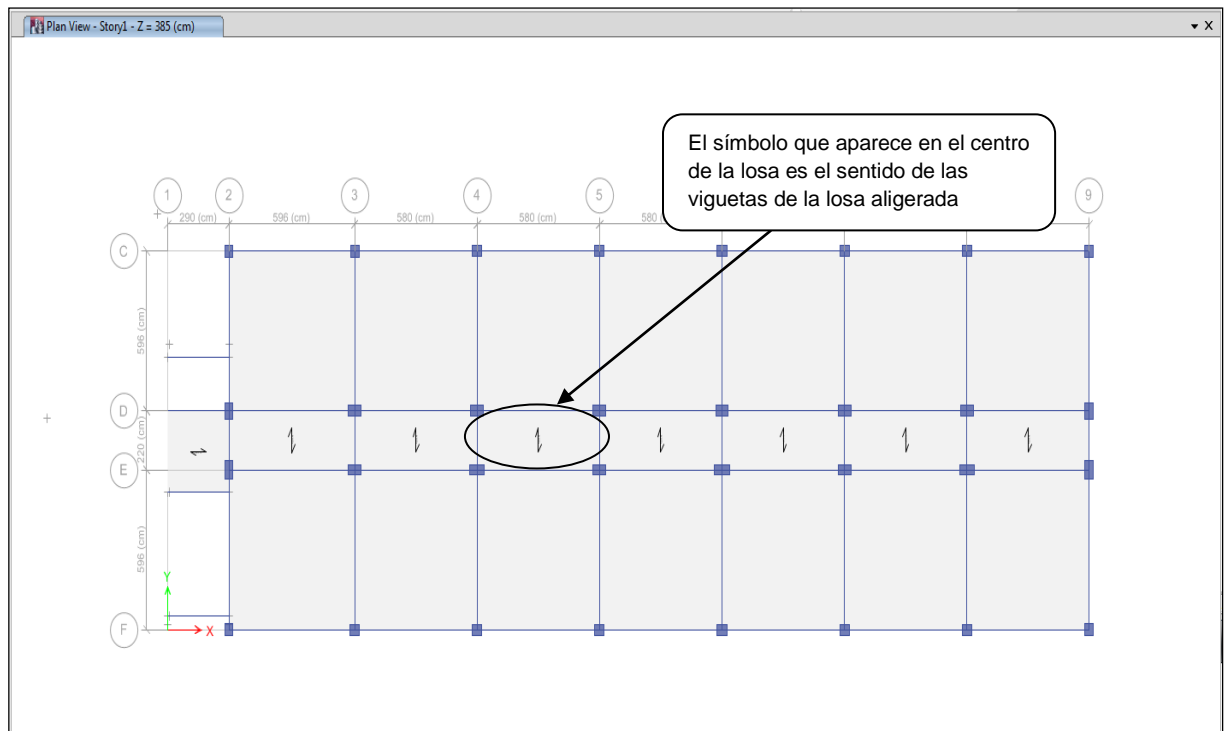 Plan View - Story1 - Z = 385 (cm)
X
El símbolo que aparece en el centro
de la losa es el sentido de las
viguetas de la losa aligerada
1 2 3 4 5 9
290 (cm) 596 (cm) 580 (cm) 580 (cm) 580
C
596 (cm)
D
220 (cm)
E
596 (cm)
Y
F
X